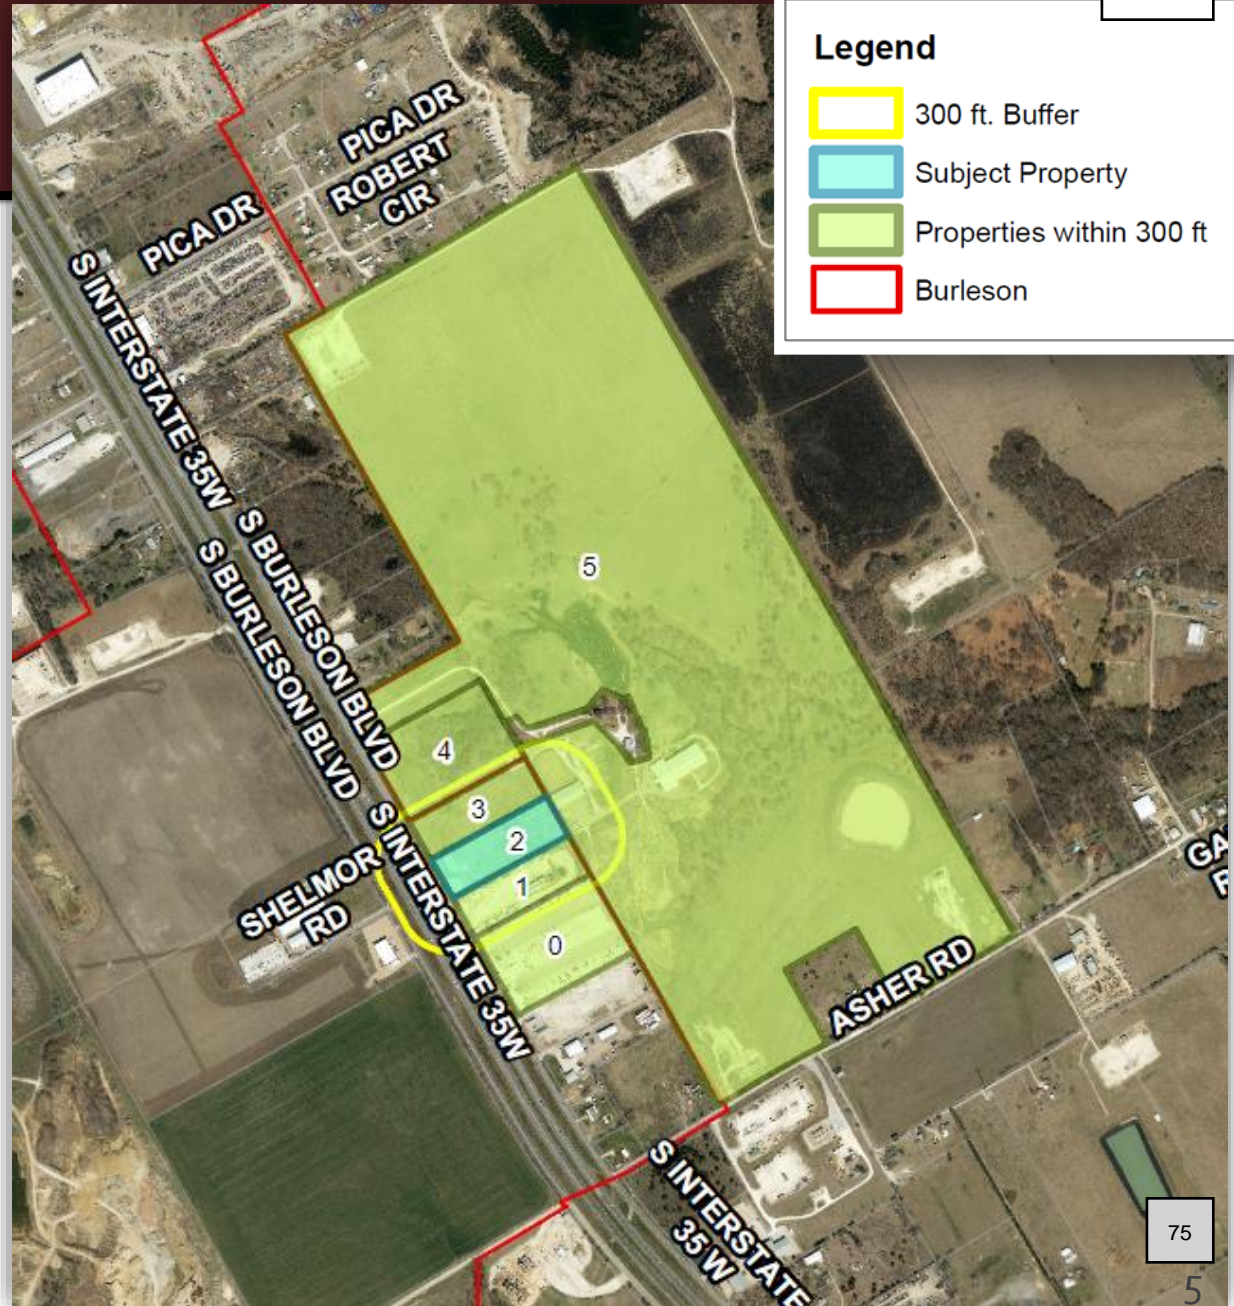 Legend
300 ft. Buffer
Subject Property
Properties within 300 ft
Burleson
PICA DR
ROBERT
CIR
PICA DR
S INTERSTATE 35W
S BURLESON BLVD
S BURLESON BLVD
5
4
3
2
1
0
S INTERSTATE 35W
SHELMOR
RD
ASHER RD
GA
S INTERSTATE
35 W
75
5